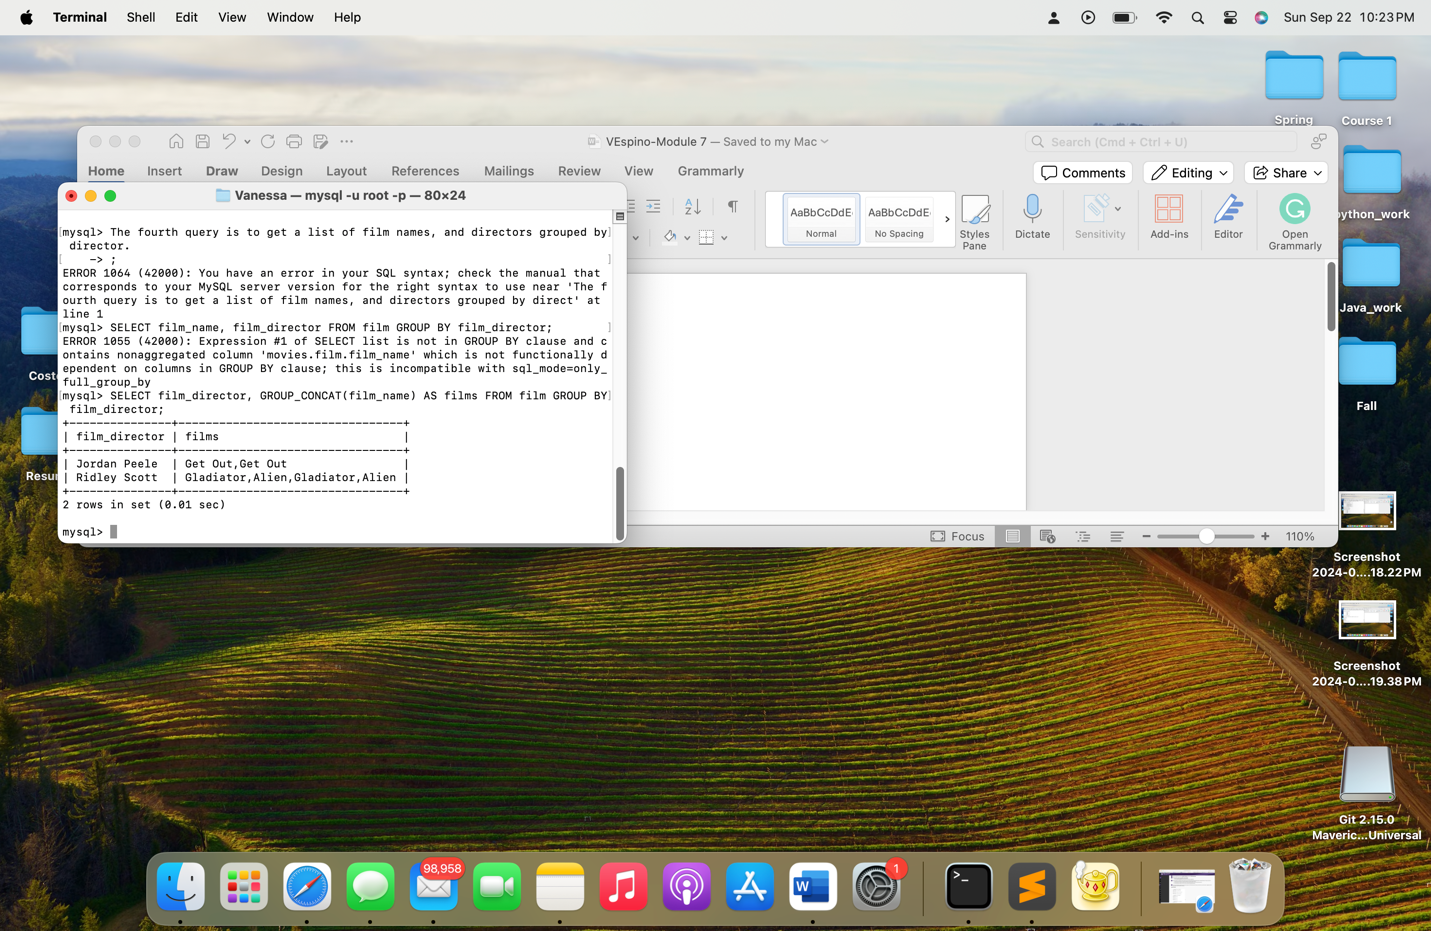 Terminal Shell Edit View Window Help
Sun Sep 22 10:23 PM
Spring
Course 1
VEspino-Module 7 — Saved to my Mac
Search (Cmd + Ctrl + U)
Home Insert Draw Design Layout References Mailings Review View Grammarly
Comments Editing Share
Vanessa — mysql -u root -p — 80×24
AaBbCcDdE AaBbCcDdE
Normal No Spacing
Styles Pane
Dictate
Sensitivity
Add-ins
Editor
Open Grammarly
python_work
Java_work
Fall
[mysql> The fourth query is to get a list of film names, and directors grouped by]
director.
[ -> ; ]
ERROR 1064 (42000): You have an error in your SQL syntax; check the manual that
corresponds to your MySQL server version for the right syntax to use near 'The f
ourth query is to get a list of film names, and directors grouped by direct' at
line 1
[mysql> SELECT film_name, film_director FROM film GROUP BY film_director; ]
ERROR 1055 (42000): Expression #1 of SELECT list is not in GROUP BY clause and c
ontains nonaggregated column 'movies.film.film_name' which is not functionally d
ependent on columns in GROUP BY clause; this is incompatible with sql_mode=only_
full_group_by
[mysql> SELECT film_director, GROUP_CONCAT(film_name) AS films FROM film GROUP BY]
film_director;
+---------------+----------------------------------+
| film_director | films |
+---------------+----------------------------------+
| Jordan Peele | Get Out,Get Out |
| Ridley Scott | Gladiator,Alien,Gladiator,Alien |
+---------------+----------------------------------+
2 rows in set (0.01 sec)
mysql>
Focus
110%
Screenshot
2024-0....18.22 PM
Screenshot
2024-0....19.38 PM
Git 2.15.0
Maveric...Universal
98,958
1
>_
W